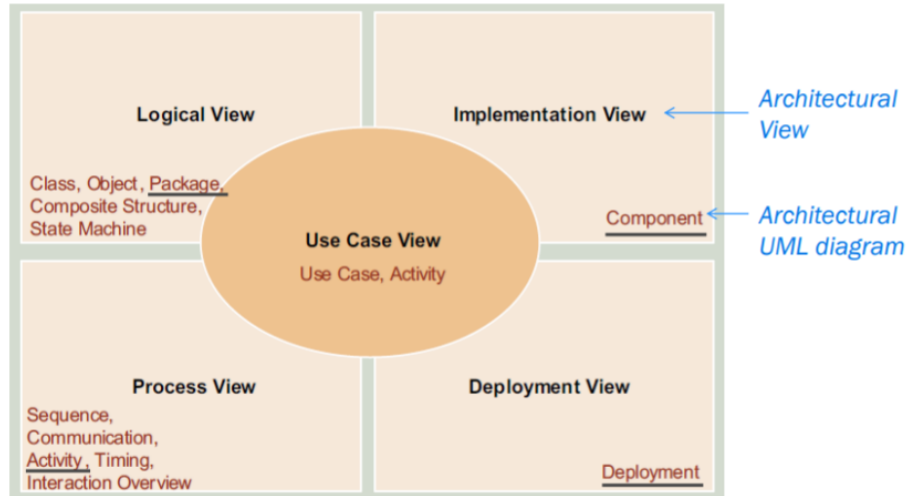 Logical View
Class, Object, Package,
Composite Structure,
State Machine
Implementation View
Component
Architectural
View
Architectural
UML diagram
Use Case View
Use Case, Activity
Process View
Sequence,
Communication,
Activity, Timing,
Interaction Overview
Deployment View
Deployment